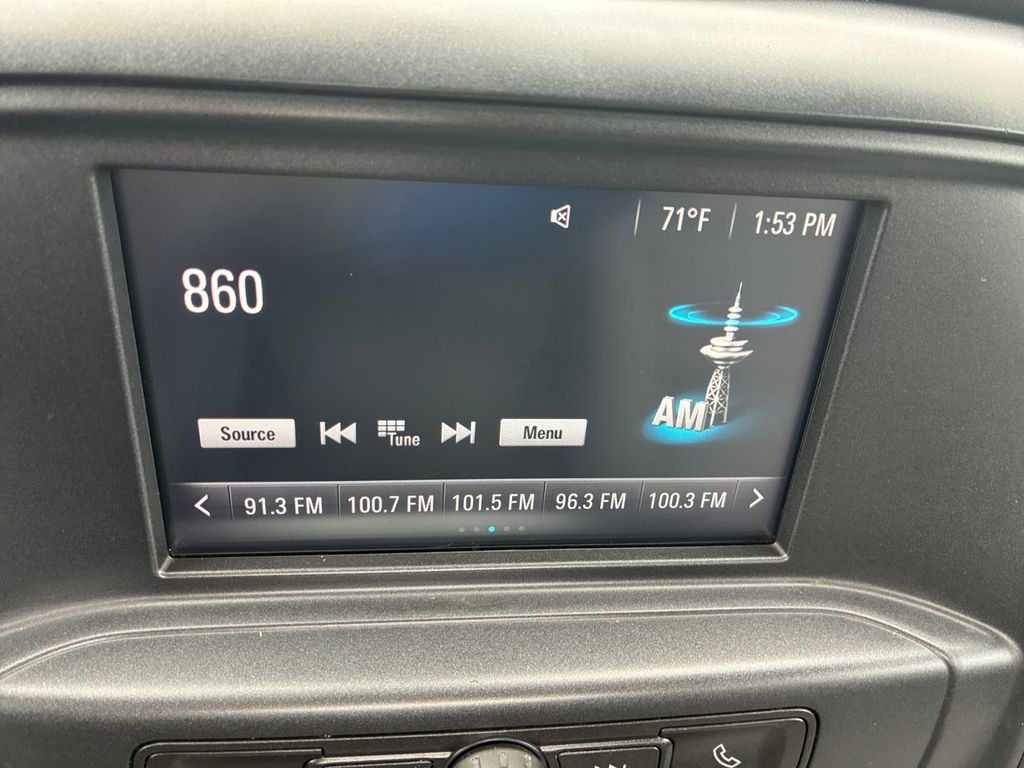 71°F 1:53 PM
860
AM
Source Tune Menu
91.3 FM 100.7 FM 101.5 FM 96.3 FM 100.3 FM